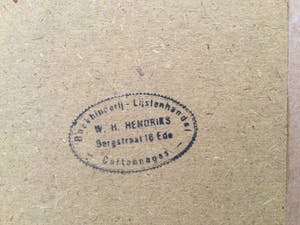 Boekbinderij - Lijstenhandel
W. H. HENDRIKS
Bergstraat 16 Ede
- Cartonnages -